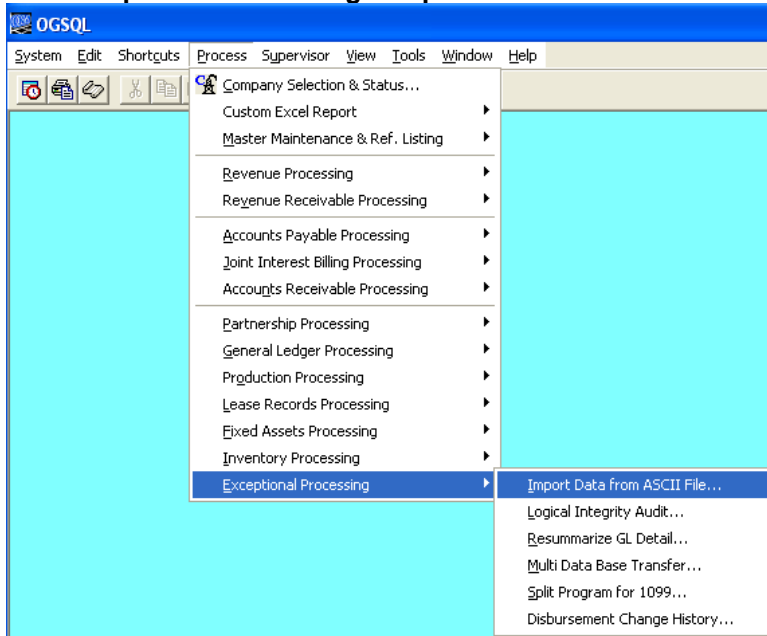 OGSQL
System Edit Shortcuts Process Supervisor View Tools Window Help
Company Selection & Status...
Custom Excel Report
Master Maintenance & Ref. Listing
Revenue Processing
Revenue Receivable Processing
Accounts Payable Processing
Joint Interest Billing Processing
Accounts Receivable Processing
Partnership Processing
General Ledger Processing
Production Processing
Lease Records Processing
Fixed Assets Processing
Inventory Processing
Exceptional Processing
Import Data from ASCII File...
Logical Integrity Audit...
Resummarize GL Detail...
Multi Data Base Transfer...
Split Program for 1099...
Disbursement Change History...